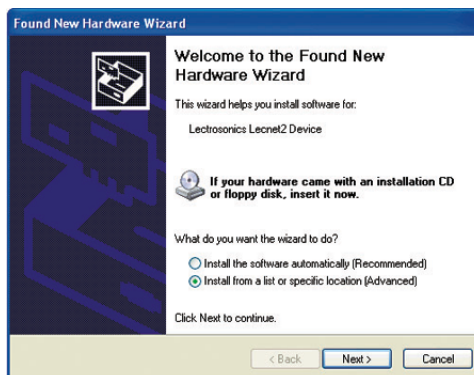 Found New Hardware Wizard
Welcome to the Found New
Hardware Wizard
This wizard helps you install software for:
Lectrosonics Lecnet2 Device
If your hardware came with an installation CD
or floppy disk, insert it now.
What do you want the wizard to do?
Install the software automatically (Recommended)
Install from a list or specific location (Advanced)
Click Next to continue.
< Back
Next >
Cancel